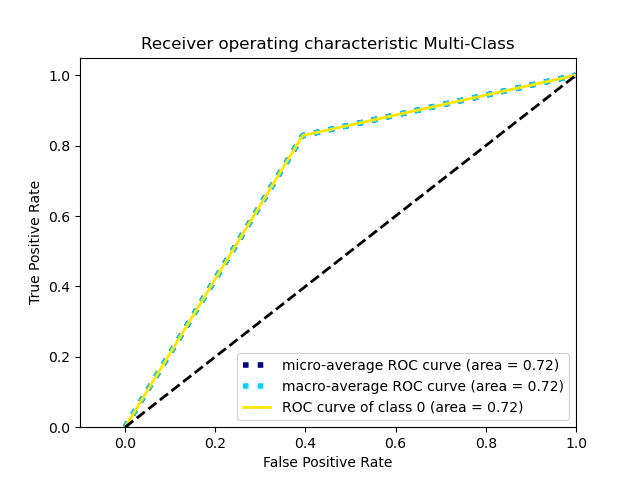 Receiver operating characteristic Multi-Class
1.0
0.8
0.6
0.4
0.2
0.0
True Positive Rate
micro-average ROC curve (area = 0.72)
macro-average ROC curve (area = 0.72)
ROC curve of class 0 (area = 0.72)
0.0 0.2 0.4 0.6 0.8 1.0
False Positive Rate